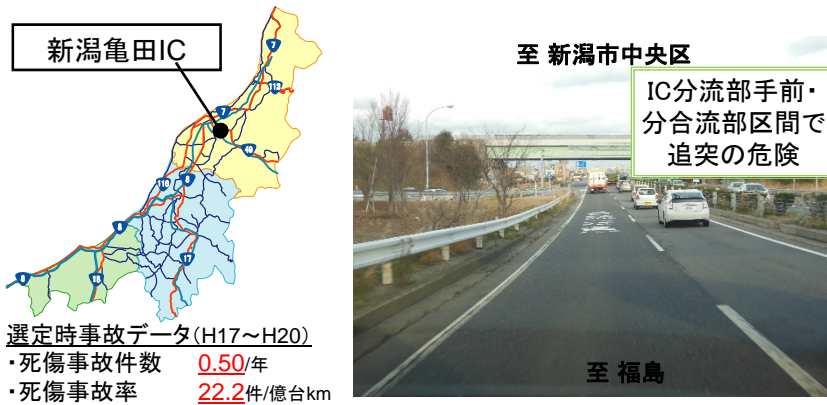 新潟亀田IC
7
113
7
49
116
8
8
17
8
18
選定時事故データ(H17～H20)
・死傷事故件数 0.50/年
・死傷事故率 22.2件/億台km
至 新潟市中央区
IC分流部手前・
分合流部区間で
追突の危険
至 福島